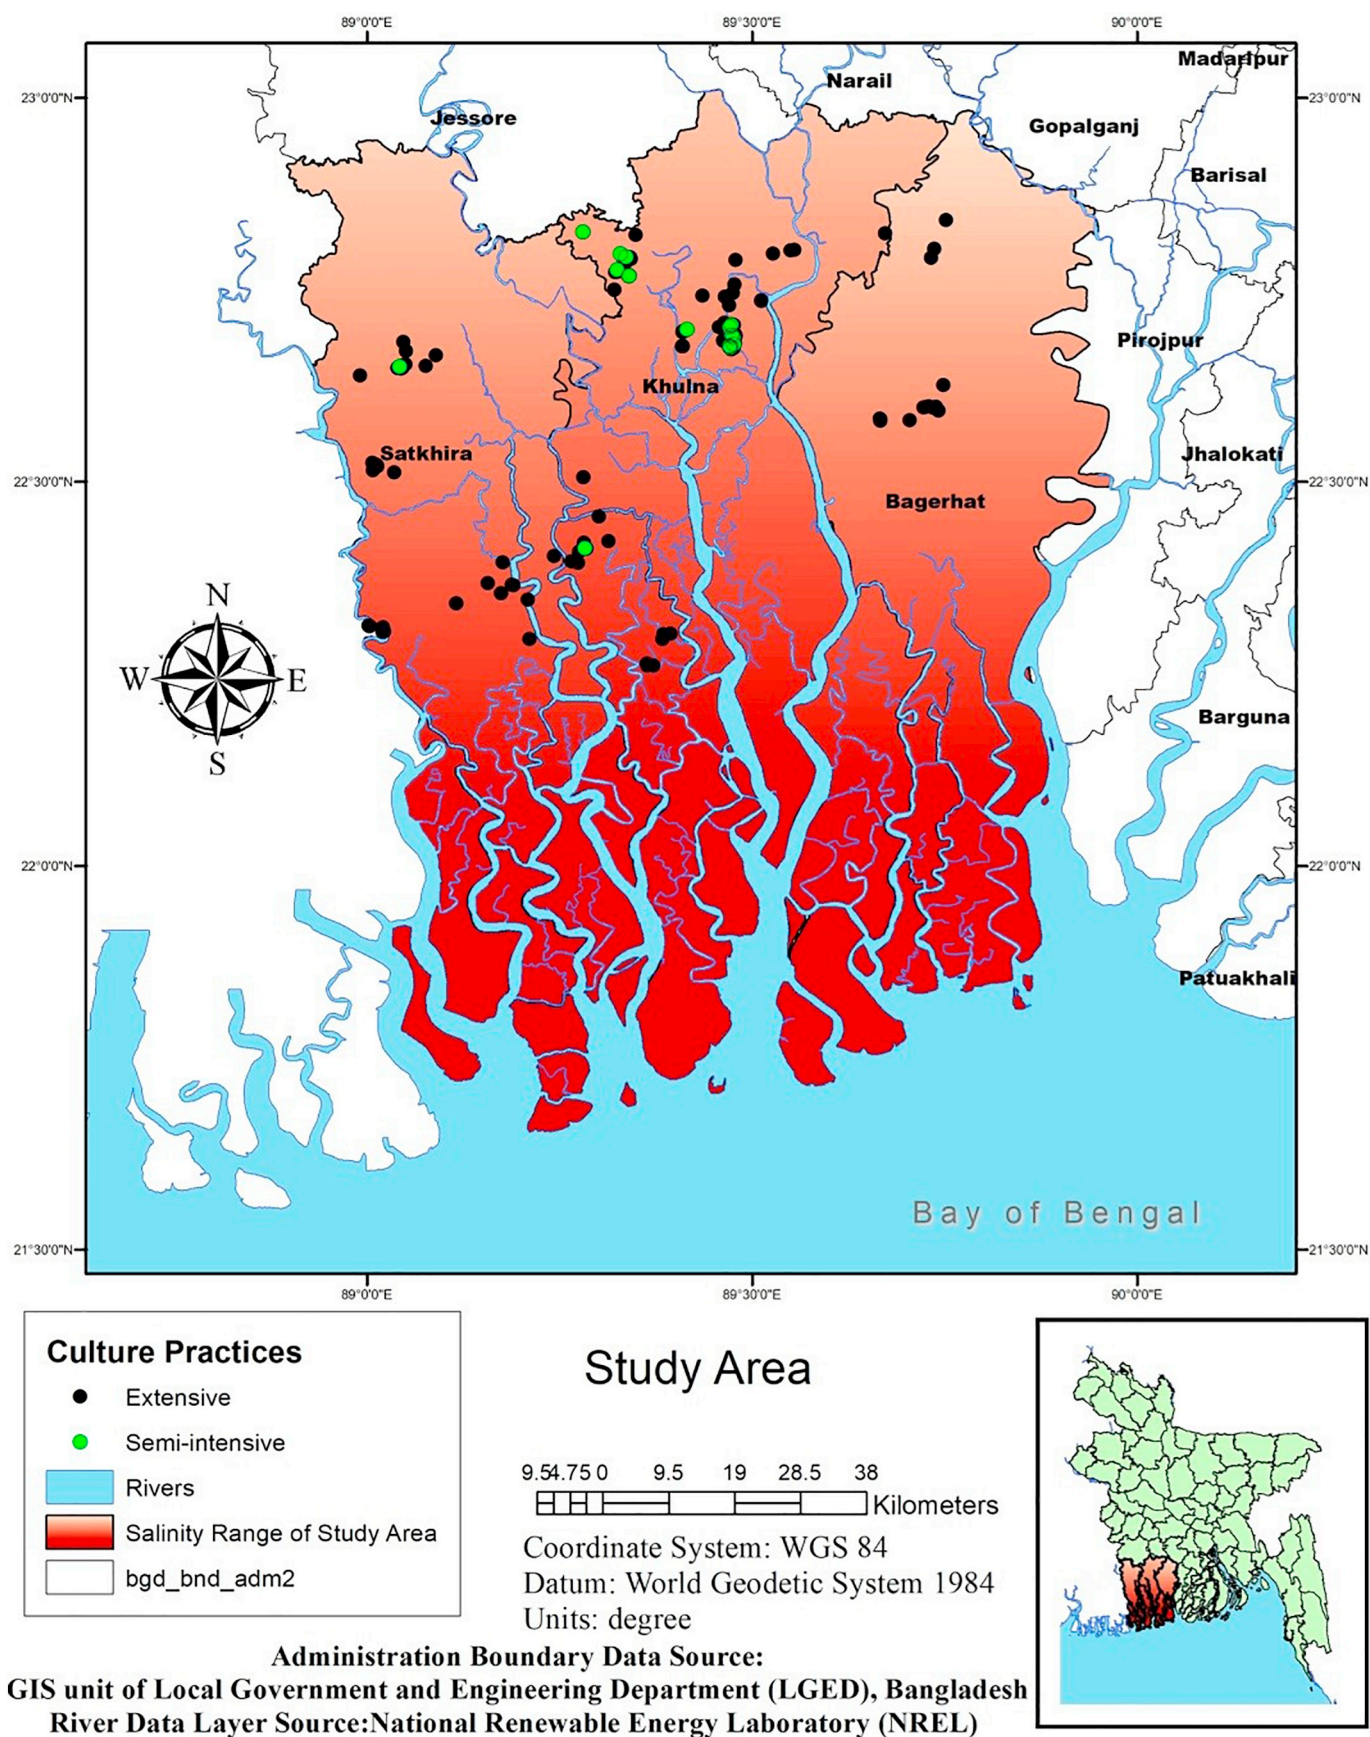 89°0'0"E
89°30'0"E
90°0'0"E
Madaripur
Narail
23°0'0"N
23°0'0"N
Jessore
Gopalganj
Barisal
Pirojpur
Khulna
Satkhira
Jhalokati
22°30'0"N
22°30'0"N
Bagerhat
N
W
E
S
Barguna
22°0'0"N
22°0'0"N
Patuakhali
Bay of Bengal
21°30'0"N
21°30'0"N
89°0'0"E
89°30'0"E
90°0'0"E
Culture Practices
Extensive
Semi-intensive
Rivers
Salinity Range of Study Area
bgd_bnd_adm2
Study Area
9.54.75 0 9.5 19 28.5 38
Kilometers
Coordinate System: WGS 84
Datum: World Geodetic System 1984
Units: degree
Administration Boundary Data Source:
GIS unit of Local Government and Engineering Department (LGED), Bangladesh
River Data Layer Source:National Renewable Energy Laboratory (NREL)